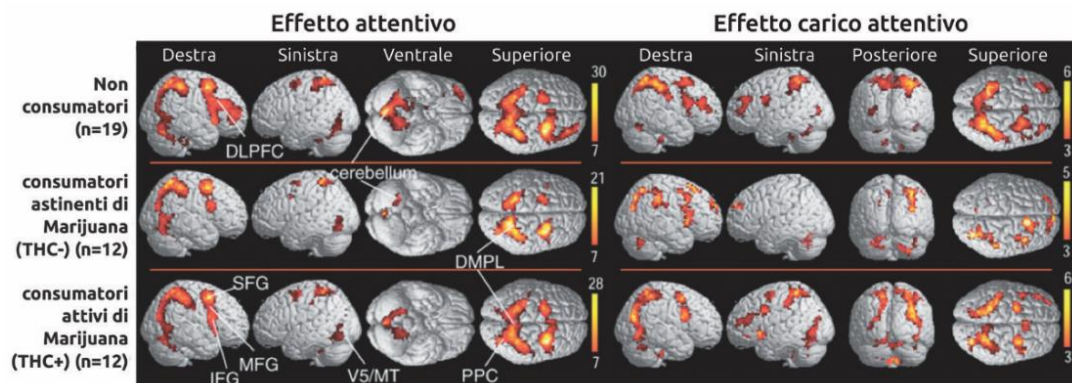 Effetto attentivo
Effetto carico attentivo
Destra Sinistra Ventrale Superiore
Destra Sinistra Posteriore Superiore
Non
consumatori
(n=19)
30
7
6
3
DLPFC
cerebellum
consumatori
astinenti di
Marijuana
(THC-) (n=12)
21
7
5
3
DMPL
consumatori
attivi di
Marijuana
(THC+) (n=12)
28
7
6
3
SFG
MFG
IFG
V5/MT
PPC